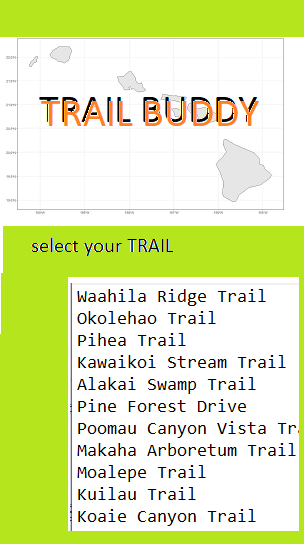 TRAIL BUDDY
select your TRAIL
Waahila Ridge Trail
Okolehao Trail
Pihea Trail
Kawaikoi Stream Trail
Alakai Swamp Trail
Pine Forest Drive
Poomau Canyon Vista Tra
Makaha Arboretum Trail
Moalepe Trail
Kuilau Trail
Koaie Canyon Trail